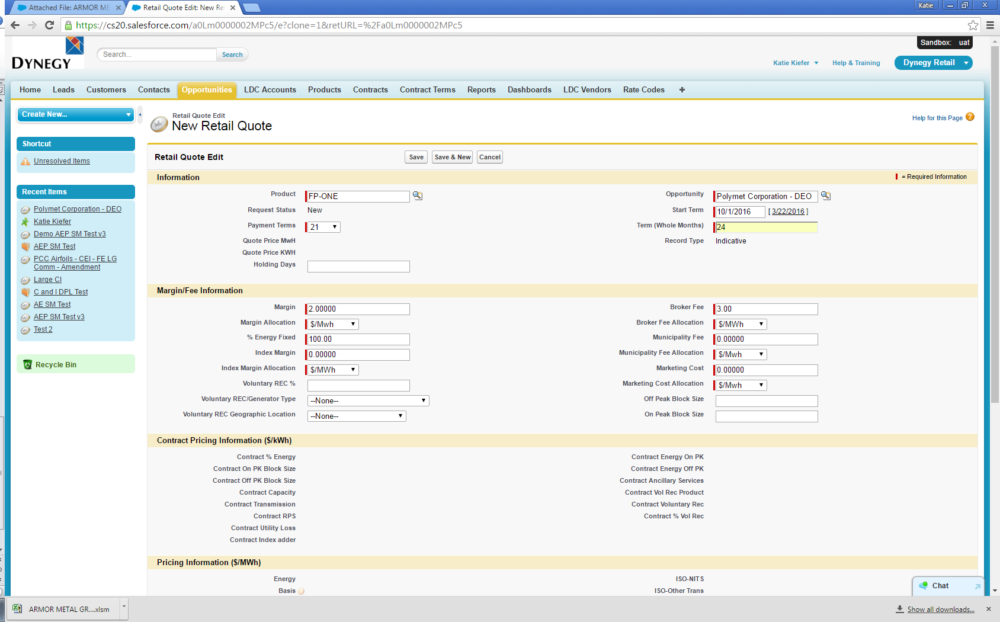 Attached File: ARMOR ME
Retail Quote Edit: New Re
Katie
https://cs20.salesforce.com/a0Lm0000002MPc5/e?clone=1&retURL=%2Fa0Lm0000002MPc5
Sandbox: uat
DYNEGY
Search...
Search
Katie Kiefer
Help & Training
Dynegy Retail
Home Leads Customers Contacts Opportunities LDC Accounts Products Contracts Contract Terms Reports Dashboards LDC Vendors Rate Codes +
Create New...
Shortcut
Unresolved Items
Recent Items
Polymet Corporation - DEO
Katie Kiefer
Demo AEP SM Test v3
AEP SM Test
PCC Airfoils - CEI - FE LG
Comm - Amendment
Large CI
C and I DPL Test
AE SM Test
AEP SM Test v3
Test 2
Recycle Bin
Retail Quote Edit
New Retail Quote
Help for this Page ?
Retail Quote Edit
Save
Save & New
Cancel
Information
= Required Information
Product FP-ONE
Opportunity Polymet Corporation - DEO
Request Status New
Start Term 10/1/2016 [ 3/22/2016 ]
Payment Terms 21
Term (Whole Months) 24
Quote Price MwH
Record Type Indicative
Quote Price KWH
Holding Days
Margin/Fee Information
Margin 2.00000
Broker Fee 3.00
Margin Allocation $/Mwh
Broker Fee Allocation $/MWh
% Energy Fixed 100.00
Municipality Fee 0.00000
Index Margin 0.00000
Municipality Fee Allocation $/Mwh
Index Margin Allocation $/MWh
Marketing Cost 0.00000
Voluntary REC %
Marketing Cost Allocation $/Mwh
Voluntary REC/Generator Type --None--
Off Peak Block Size
Voluntary REC Geographic Location --None--
On Peak Block Size
Contract Pricing Information ($/kWh)
Contract % Energy
Contract Energy On PK
Contract On PK Block Size
Contract Energy Off PK
Contract Off PK Block Size
Contract Ancillary Services
Contract Capacity
Contract Vol Rec Product
Contract Transmission
Contract Voluntary Rec
Contract RPS
Contract % Vol Rec
Contract Utility Loss
Contract Index adder
Pricing Information ($/MWh)
Energy
ISO-NITS
Basis ?
ISO-Other Trans
Chat
ARMOR METAL GR....xlsm
Show all downloads...